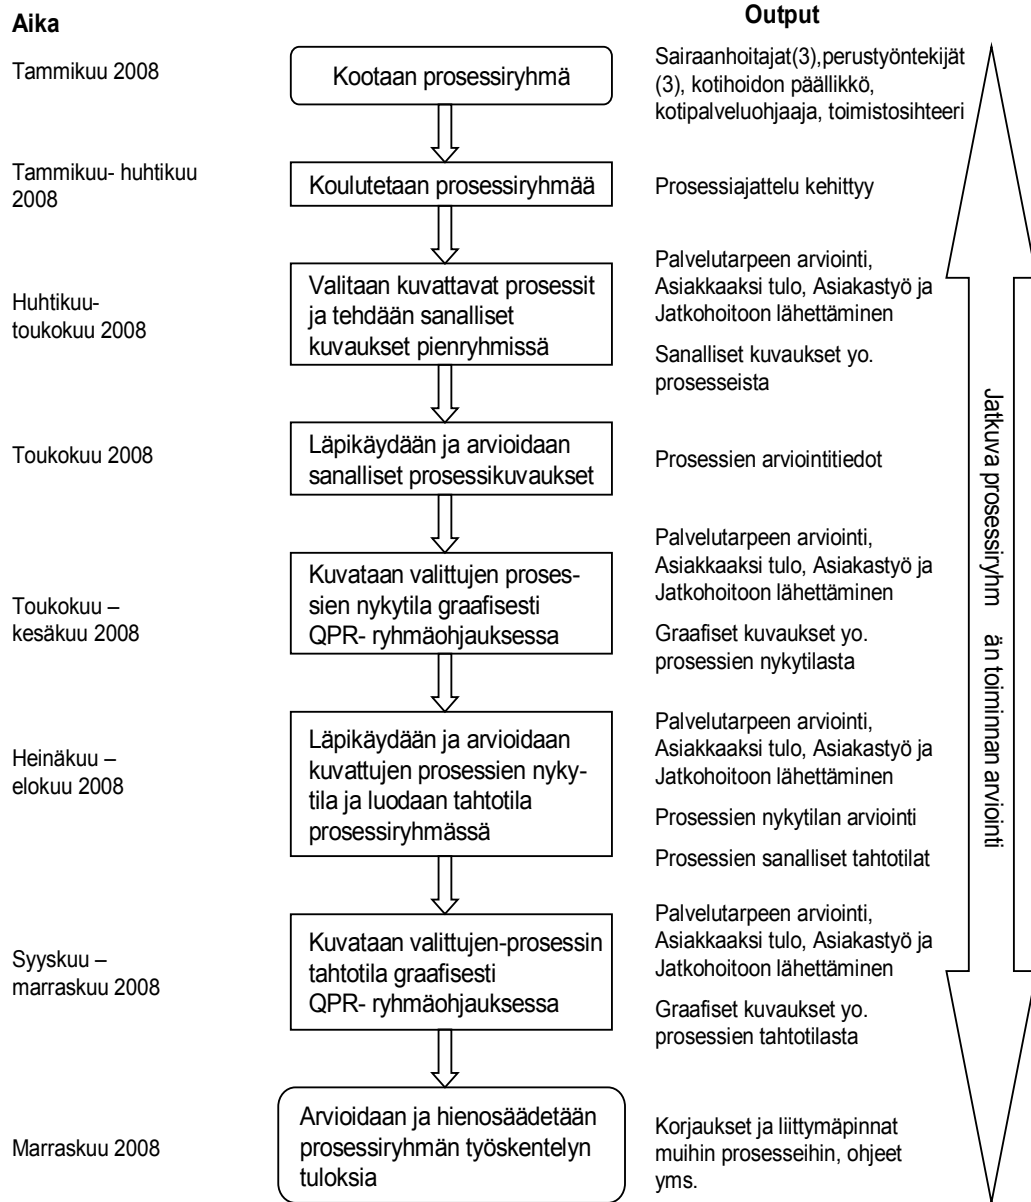 Aika
Output
Tammikuu 2008
Kootaan prosessiryhmä
Sairaanhoitajat(3),perustyöntekijät
(3), kotihoidon päällikkö,
kotipalveluohjaaja, toimistosihteeri
Tammikuu- huhtikuu
2008
Koulutetaan prosessiryhmää
Prosessiajattelu kehittyy
Huhtikuu-
toukokuu 2008
Valitaan kuvattavat prosessit
ja tehdään sanalliset
kuvaukset pienryhmissä
Palvelutarpeen arviointi,
Asiakkaaksi tulo, Asiakastyö ja
Jatkohoitoon lähettäminen
Sanalliset kuvaukset yo.
prosesseista
Toukokuu 2008
Läpikäydään ja arvioidaan
sanalliset prosessikuvaukset
Prosessien arviointitiedot
Toukokuu –
kesäkuu 2008
Kuvataan valittujen proses-
sien nykytila graafisesti
QPR- ryhmäohjauksessa
Palvelutarpeen arviointi,
Asiakkaaksi tulo, Asiakastyö ja
Jatkohoitoon lähettäminen
Graafiset kuvaukset yo.
prosessien nykytilasta
Heinäkuu –
elokuu 2008
Läpikäydään ja arvioidaan
kuvattujen prosessien nyky-
tila ja luodaan tahtotila
prosessiryhmässä
Palvelutarpeen arviointi,
Asiakkaaksi tulo, Asiakastyö ja
Jatkohoitoon lähettäminen
Prosessien nykytilan arviointi
Prosessien sanalliset tahtotilat
Syyskuu –
marraskuu 2008
Kuvataan valittujen-prosessin
tahtotila graafisesti
QPR- ryhmäohjauksessa
Palvelutarpeen arviointi,
Asiakkaaksi tulo, Asiakastyö ja
Jatkohoitoon lähettäminen
Graafiset kuvaukset yo.
prosessien tahtotilasta
Marraskuu 2008
Arvioidaan ja hienosäädetään
prosessiryhmän työskentelyn
tuloksia
Korjaukset ja liittymäpinnat
muihin prosesseihin, ohjeet
yms.
Jatkuva prosessiryhm än toiminnan arviointi